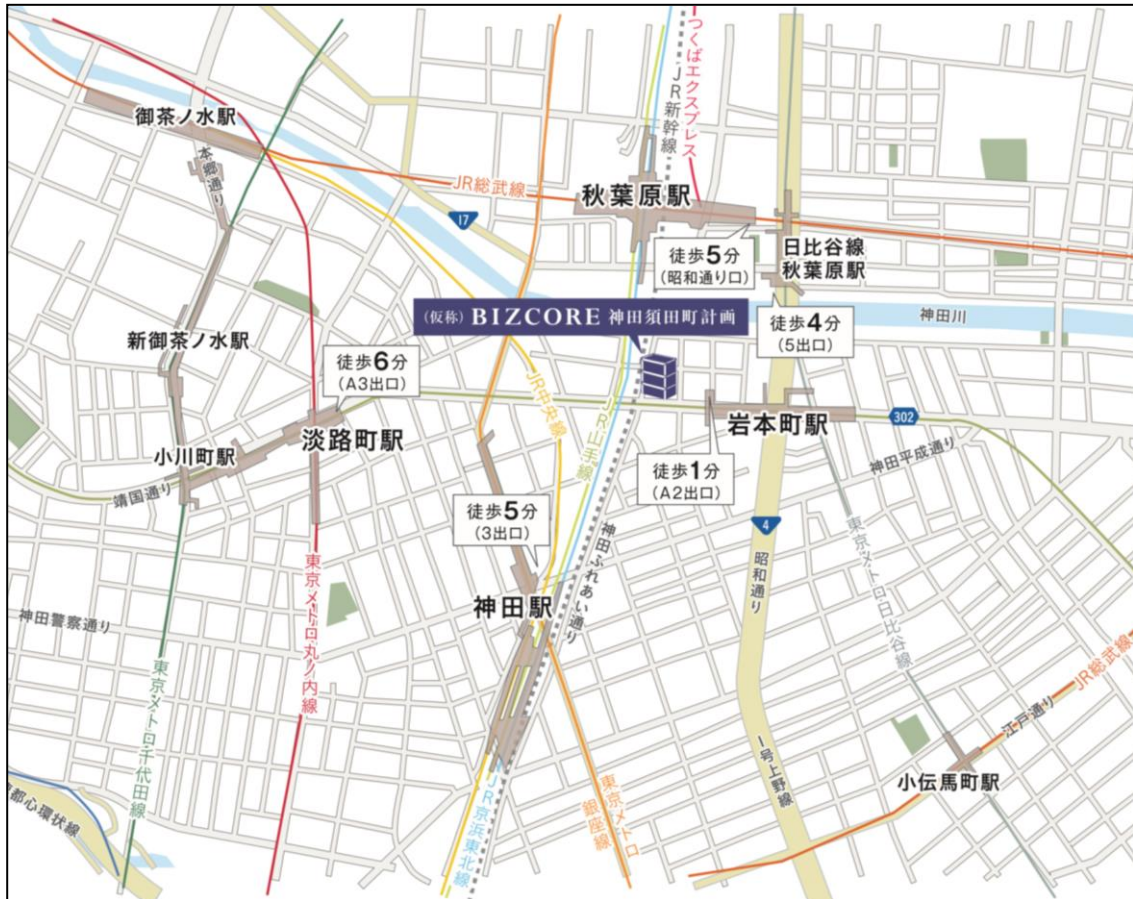 つくばエクスプレス
JR新幹線
御茶ノ水駅
本郷通り
JR総武線
17
秋葉原駅
徒歩5分
(昭和通り口)
日比谷線
秋葉原駅
(仮称) BIZCORE 神田須田町計画
徒歩4分
(5出口)
神田川
新御茶ノ水駅
徒歩6分
(A3出口)
JR中央線
JR山手線
淡路町駅
岩本町駅
302
小川町駅
靖国通り
徒歩1分
(A2出口)
神田平成通り
徒歩5分
(3出口)
4
昭和通り
神田ふれあい通り
東京メトロ日比谷線
神田駅
神田警察通り
東京メトロ丸ノ内線
東京メトロ千代田線
JR総武線
江戸通り
1号上野線
小伝馬町駅
JR京浜東北線
東京メトロ
銀座線
都心環状線